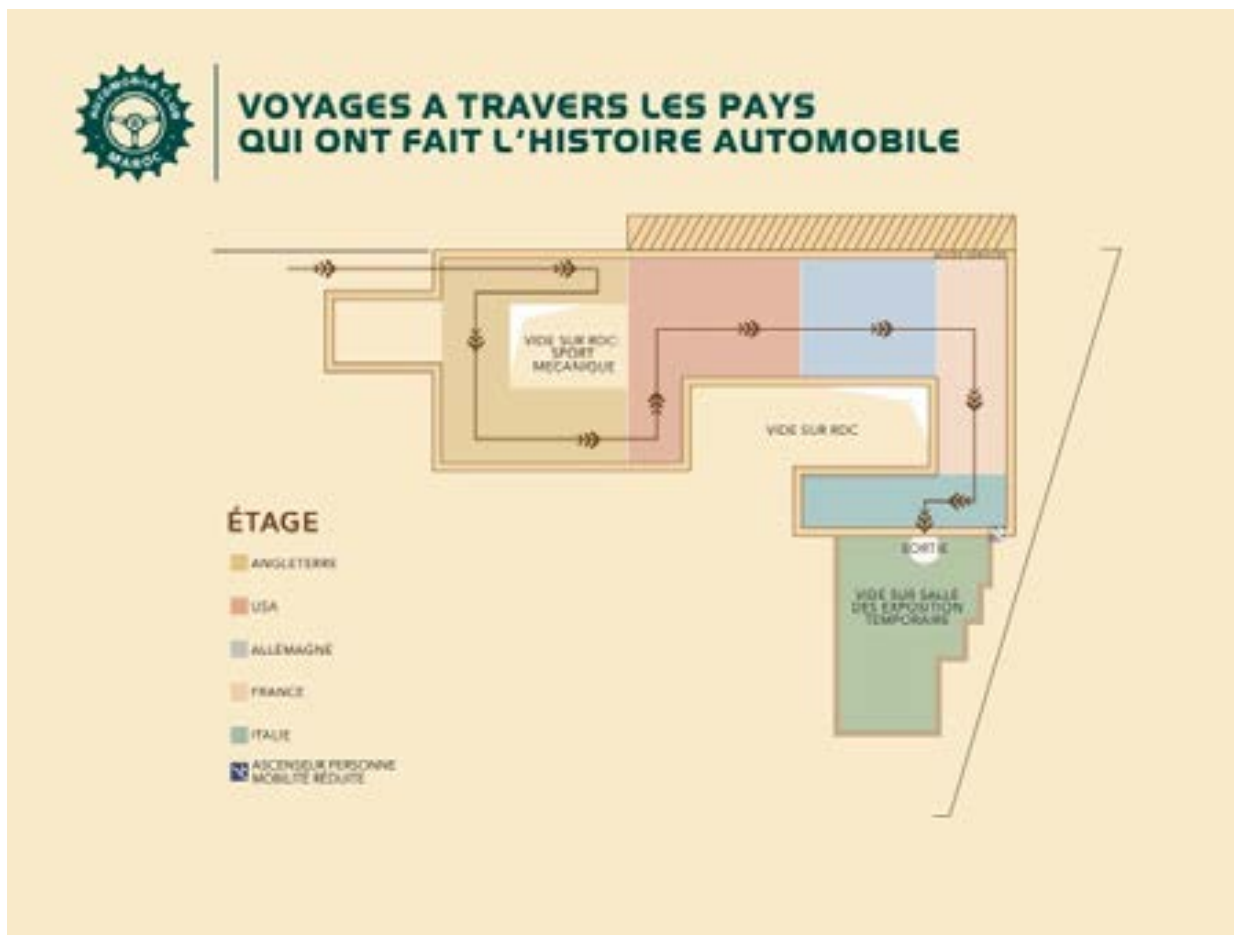 AUTOMOBILE CLUB
MAROC
VOYAGES A TRAVERS LES PAYS
QUI ONT FAIT L'HISTOIRE AUTOMOBILE
VIDE SUR RDC:
SPORT
MECANIQUE
VIDE SUR RDC
SORTIE
VIDE SUR SALLE
DES EXPOSITION
TEMPORAIRE
ÉTAGE
ANGLETERRE
USA
ALLEMAGNE
FRANCE
ITALIE
ASCENSEUR PERSONNE
MOBILITÉ RÉDUITE